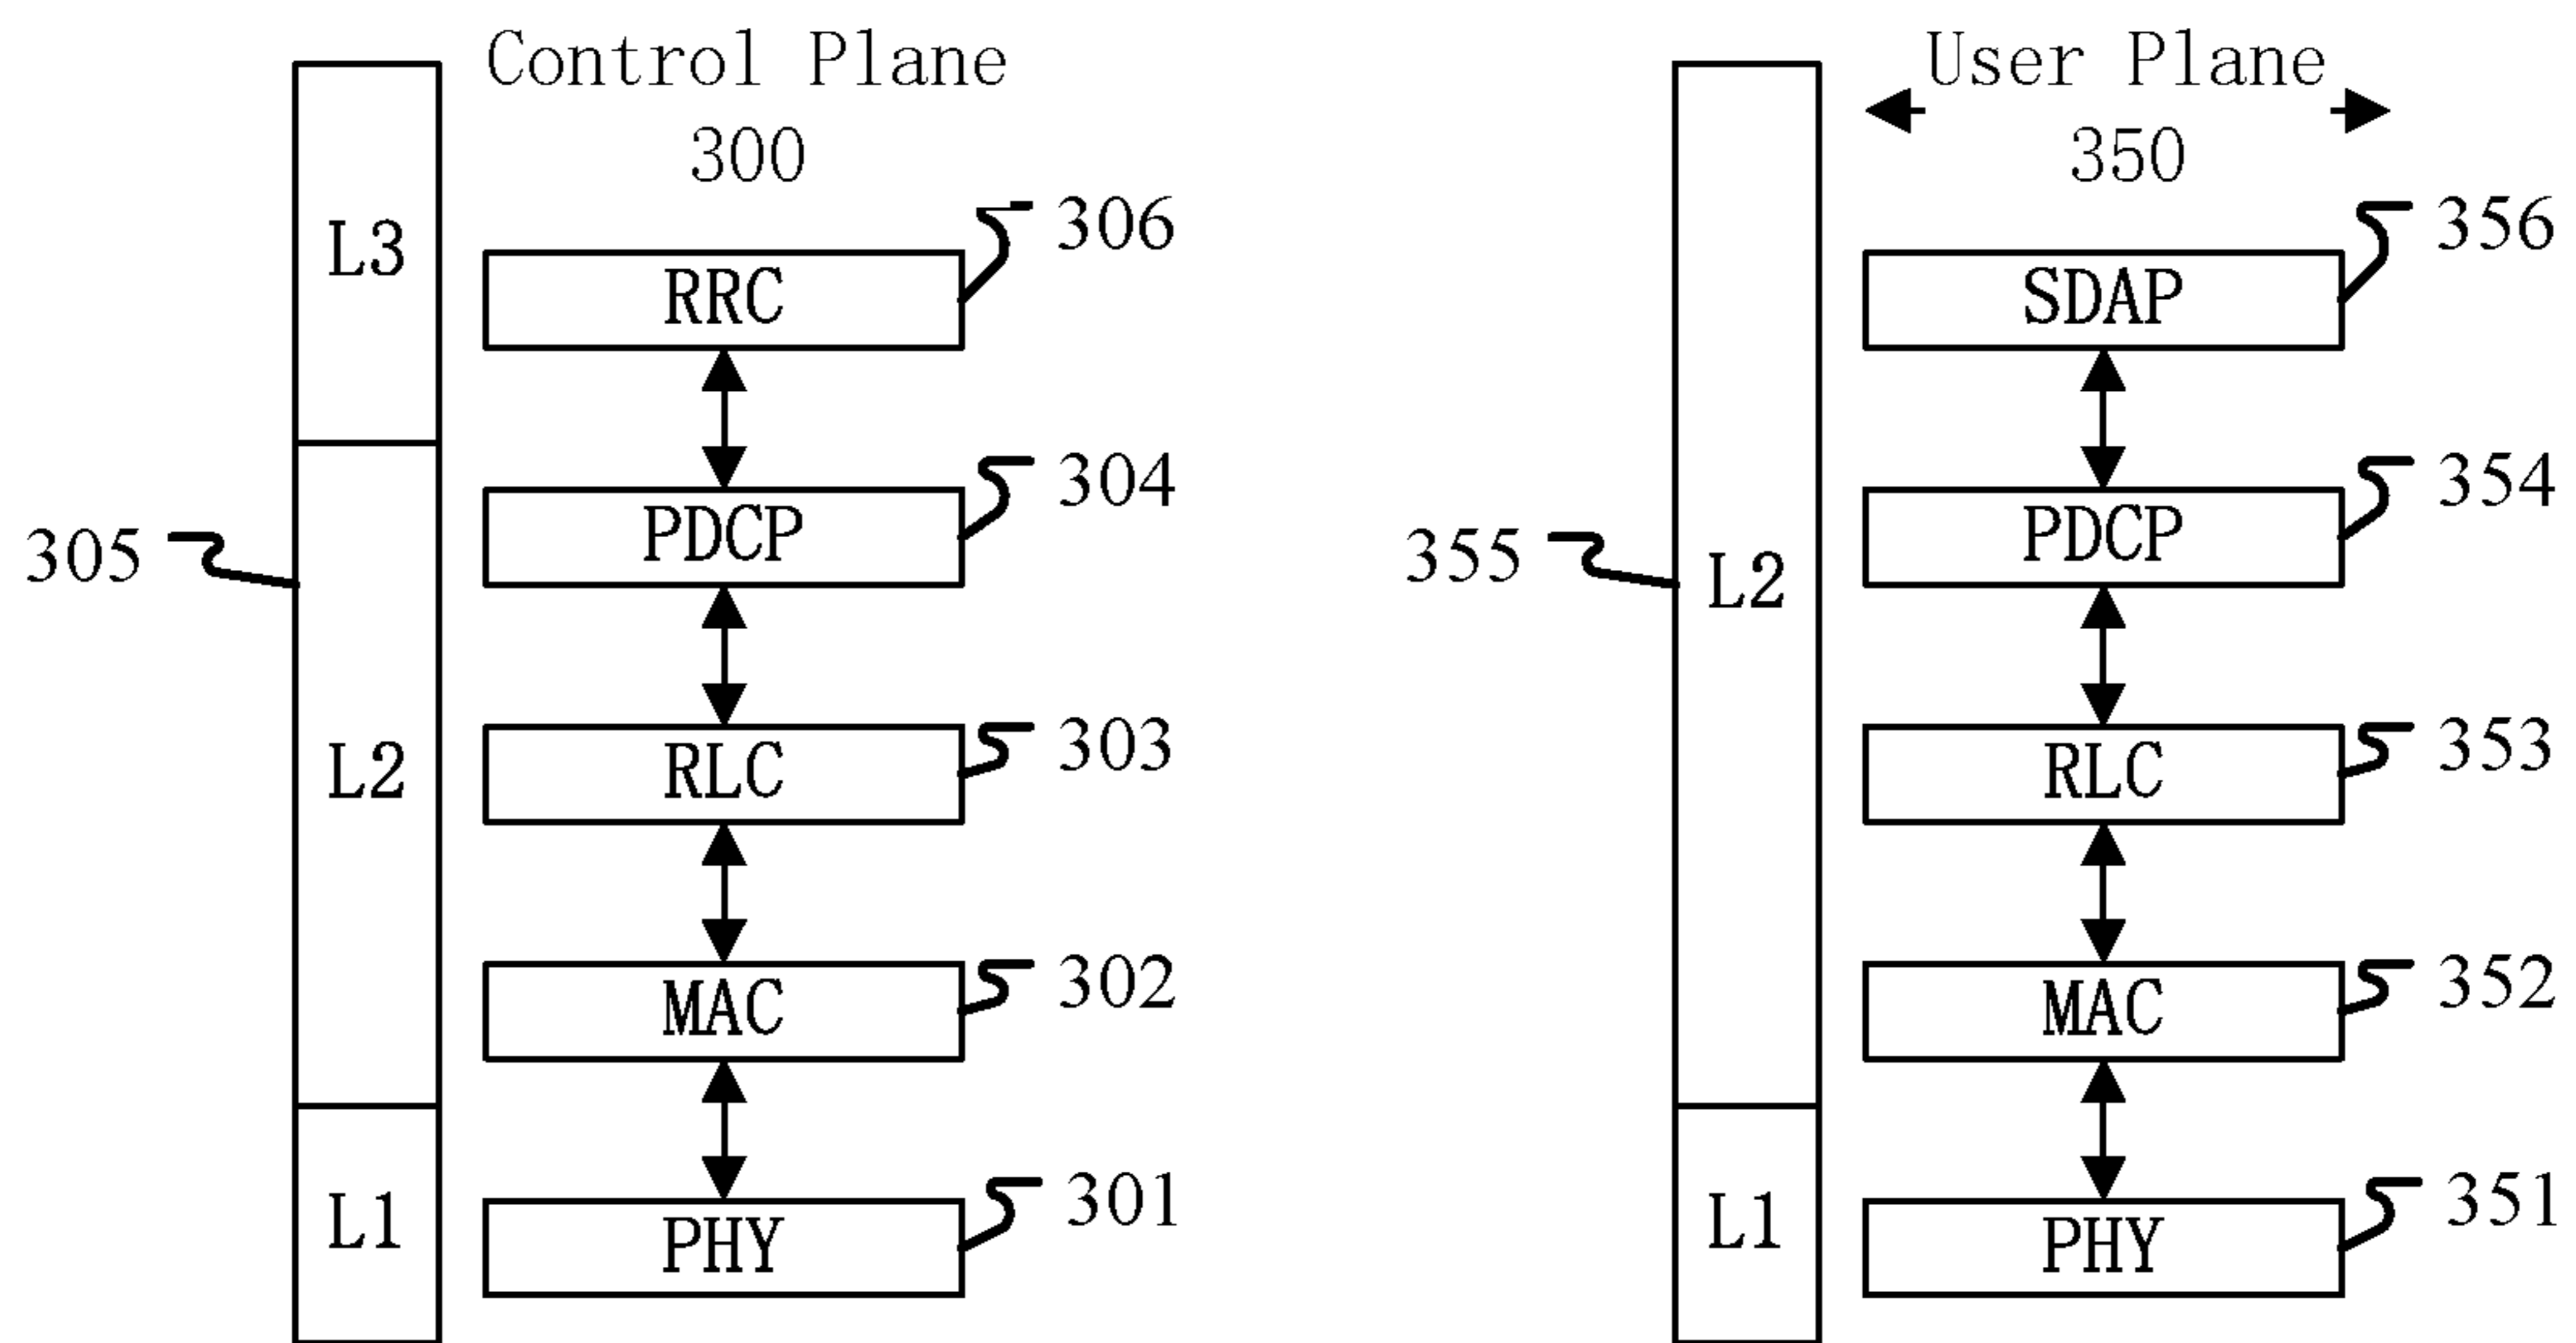 Control Plane
300
L3
306
RRC
304
PDCP
305
303
L2
RLC
302
MAC
301
L1
PHY
User Plane
350
356
SDAP
354
PDCP
355
L2
353
RLC
352
MAC
351
L1
PHY